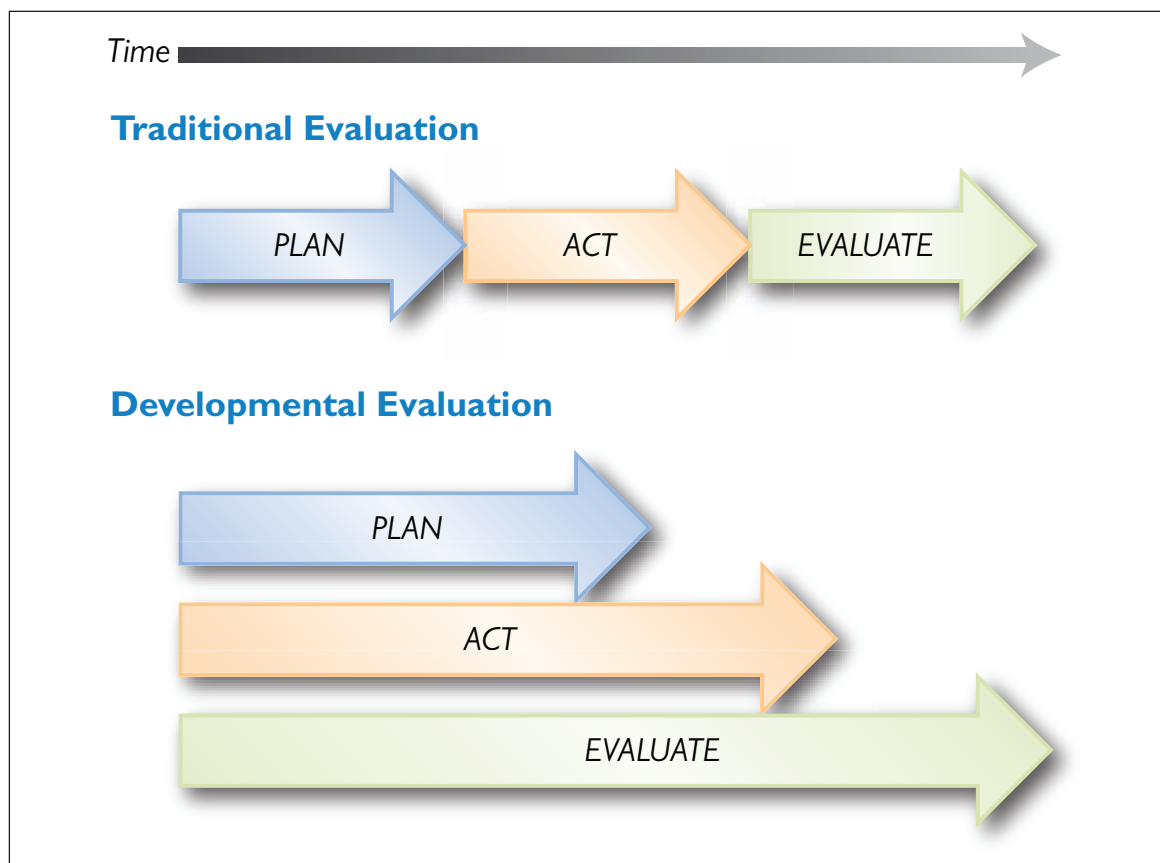 Time
Traditional Evaluation
PLAN
ACT
EVALUATE
Developmental Evaluation
PLAN
ACT
EVALUATE